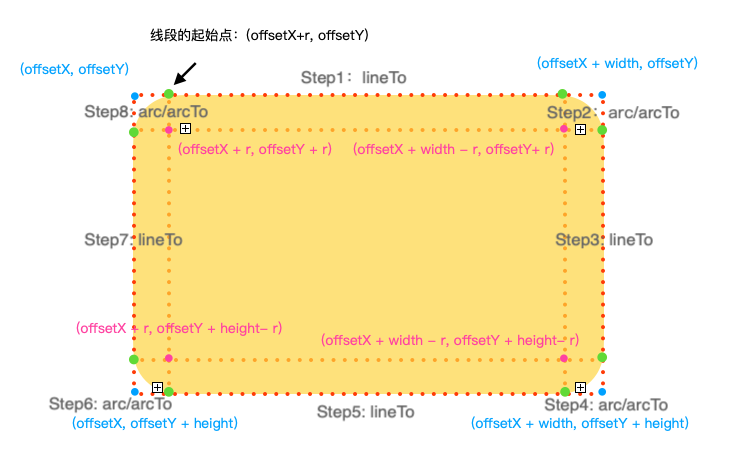 线段的起始点：(offsetX+r, offsetY)
(offsetX, offsetY)
(offsetX + width, offsetY)
Step1：lineTo
Step8: arc/arcTo
Step2：arc/arcTo
(offsetX + r, offsetY + r)
(offsetX + width − r, offsetY+ r)
Step7: lineTo
Step3: lineTo
(offsetX + r, offsetY + height− r)
(offsetX + width − r, offsetY + height− r)
Step6: arc/arcTo
Step5: lineTo
Step4: arc/arcTo
(offsetX, offsetY + height)
(offsetX + width, offsetY + height)